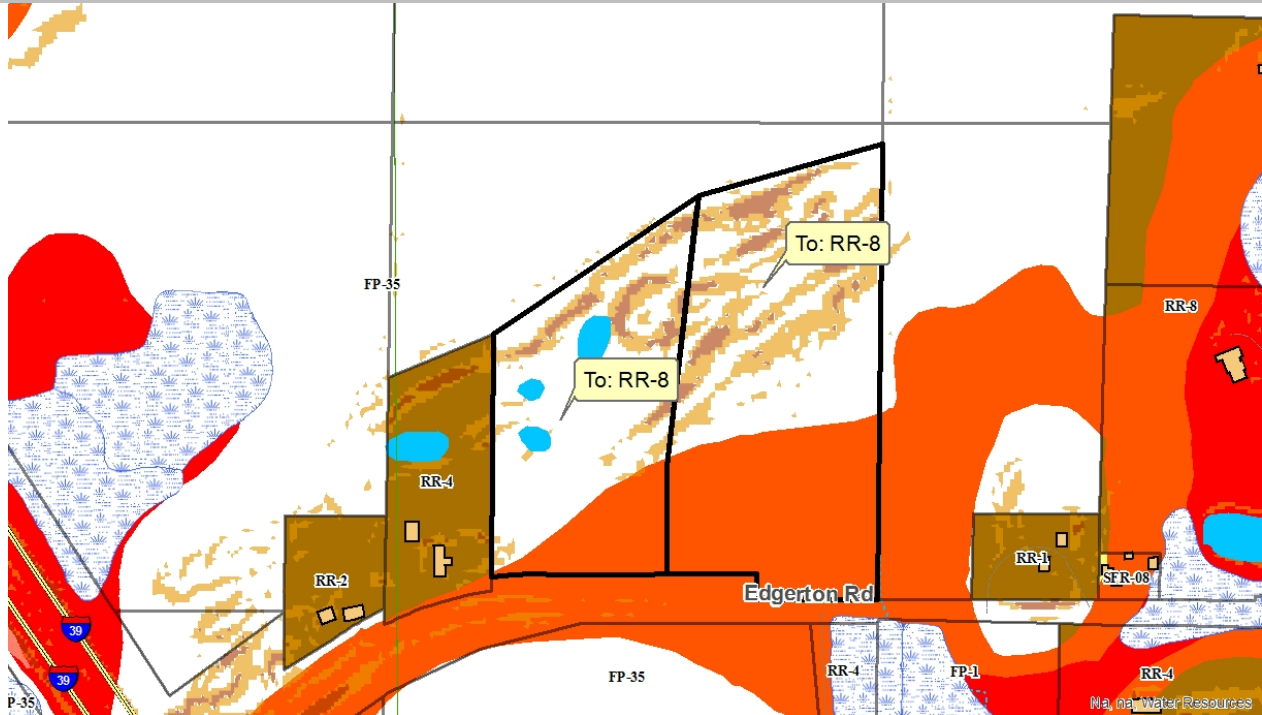 To: RR-8
FP-35
RR-8
To: RR-8
RR-4
RR-2
RR-1
SFR-08
Edgerton Rd
39
39
FP-35
RR-4
FP-1
RR-4
P-35
Na, na, Water Resources